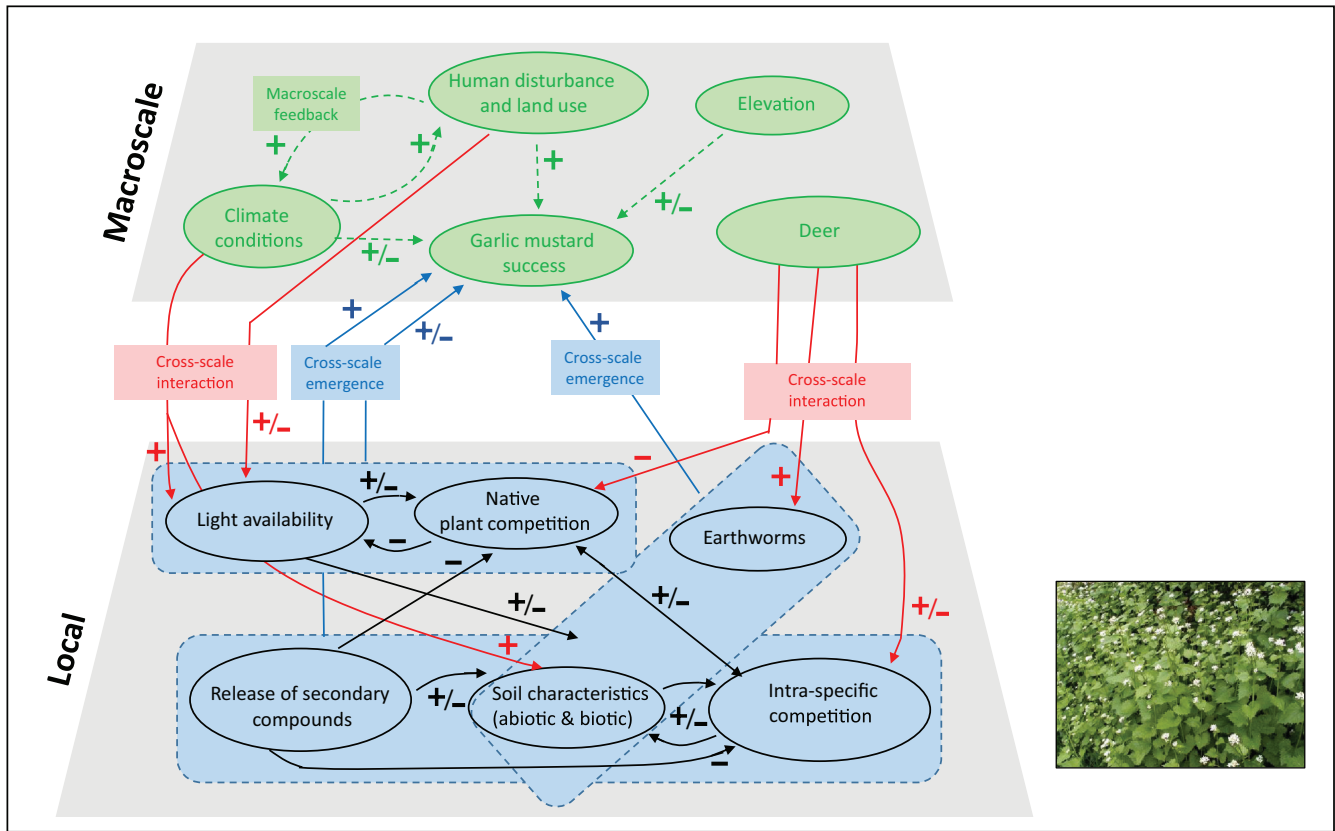 Macroscale
Macroscale
feedback
Human disturbance
and land use
Elevation
+
+
+
+/-
Climate
conditions
+/-
Garlic mustard
success
Deer
+
+/-
+
Cross-scale
interaction
Cross-scale
emergence
Cross-scale
emergence
Cross-scale
interaction
+
+/-
-
+
Local
Light availability
+/-
-
Native
plant competition
Earthworms
-
+/-
+/-
+/-
+
Release of secondary
compounds
+/-
Soil characteristics
(abiotic & biotic)
+/-
Intra-specific
competition
-